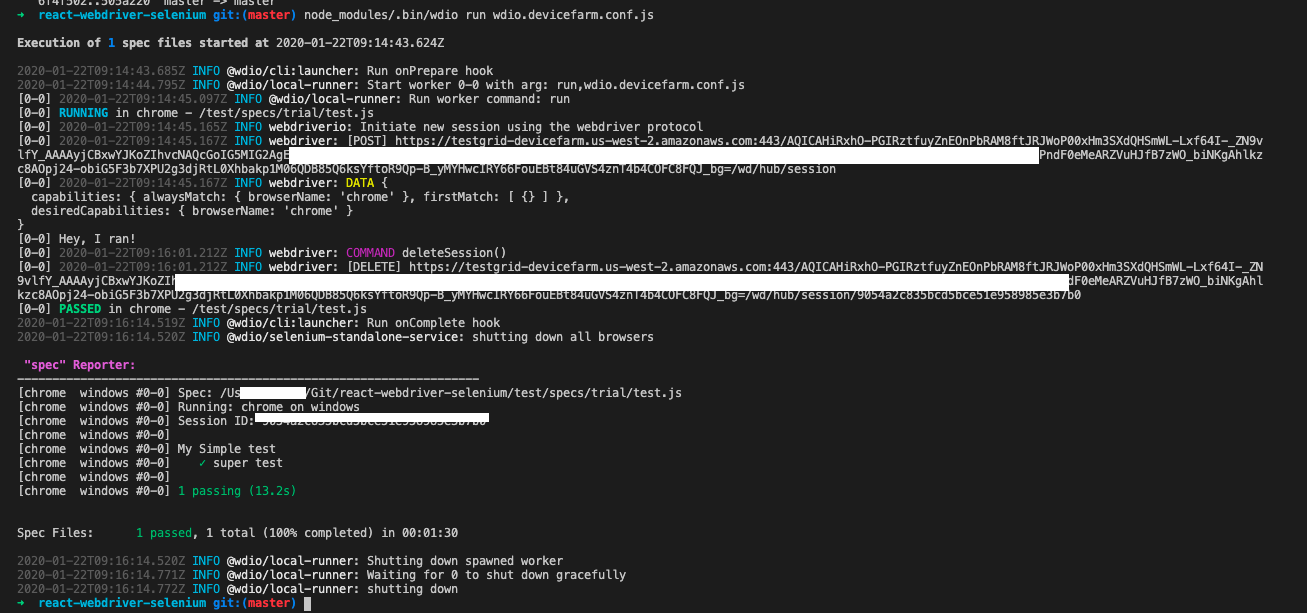 master -> master
➜ react-webdriver-selenium git:(master) node_modules/.bin/wdio run wdio.devicefarm.conf.js
Execution of 1 spec files started at 2020-01-22T09:14:43.624Z
2020-01-22T09:14:43.685Z INFO @wdio/cli:launcher: Run onPrepare hook
2020-01-22T09:14:44.795Z INFO @wdio/local-runner: Start worker 0-0 with arg: run,wdio.devicefarm.conf.js
[0-0] 2020-01-22T09:14:45.097Z INFO @wdio/local-runner: Run worker command: run
[0-0] RUNNING in chrome - /test/specs/trial/test.js
[0-0] 2020-01-22T09:14:45.165Z INFO webdriverio: Initiate new session using the webdriver protocol
[0-0] 2020-01-22T09:14:45.167Z INFO webdriver: [POST] https://testgrid-devicefarm.us-west-2.amazonaws.com:443/AQICAHiRxhO-PGIRztfuyZnEOnPbRAM8ftJRJWoP00xHm3SXdQHSmWL-Lxf64I-_ZN9v
lfY_AAAAyjCBxwYJKoZIhvcNAQcGoIG5MIG2AgE PndF0eMeARZVuHJfB7zWO_biNKgAhlkz
c8AOpj24-obiG5F3b7XPU2g3djRtL0Xhbakp1M06QDB85Q6ksYftoR9Qp-B_yMYHwcIRY66FouEBt84uGVS4znT4b4COFC8FQJ_bg=/wd/hub/session
[0-0] 2020-01-22T09:14:45.167Z INFO webdriver: DATA {
capabilities: { alwaysMatch: { browserName: 'chrome' }, firstMatch: [ {} ] },
desiredCapabilities: { browserName: 'chrome' }
}
[0-0] Hey, I ran!
[0-0] 2020-01-22T09:16:01.212Z INFO webdriver: COMMAND deleteSession()
[0-0] 2020-01-22T09:16:01.212Z INFO webdriver: [DELETE] https://testgrid-devicefarm.us-west-2.amazonaws.com:443/AQICAHiRxhO-PGIRztfuyZnEOnPbRAM8ftJRJWoP00xHm3SXdQHSmWL-Lxf64I-_ZN
9vlfY_AAAAyjCBxwYJKoZIh dF0eMeARZVuHJfB7zWO_biNKgAhl
kzc8AOpj24-obiG5F3b7XPU2g3djRtL0Xhbakp1M06QDB85Q6ksYftoR9Qp-B_yMYHwcIRY66FouEBt84uGVS4znT4b4COFC8FQJ_bg=/wd/hub/session/9054a2c835bcd5bce51e958985e3b7b0
[0-0] PASSED in chrome - /test/specs/trial/test.js
2020-01-22T09:16:14.519Z INFO @wdio/cli:launcher: Run onComplete hook
2020-01-22T09:16:14.520Z INFO @wdio/selenium-standalone-service: shutting down all browsers
"spec" Reporter:
------------------------------------------------------------------
[chrome windows #0-0] Spec: /Us /Git/react-webdriver-selenium/test/specs/trial/test.js
[chrome windows #0-0] Running: chrome on windows
[chrome windows #0-0] Session ID:
[chrome windows #0-0]
[chrome windows #0-0] My Simple test
[chrome windows #0-0] ✓ super test
[chrome windows #0-0]
[chrome windows #0-0] 1 passing (13.2s)
Spec Files: 1 passed, 1 total (100% completed) in 00:01:30
2020-01-22T09:16:14.520Z INFO @wdio/local-runner: Shutting down spawned worker
2020-01-22T09:16:14.771Z INFO @wdio/local-runner: Waiting for 0 to shut down gracefully
2020-01-22T09:16:14.772Z INFO @wdio/local-runner: shutting down
➜ react-webdriver-selenium git:(master)